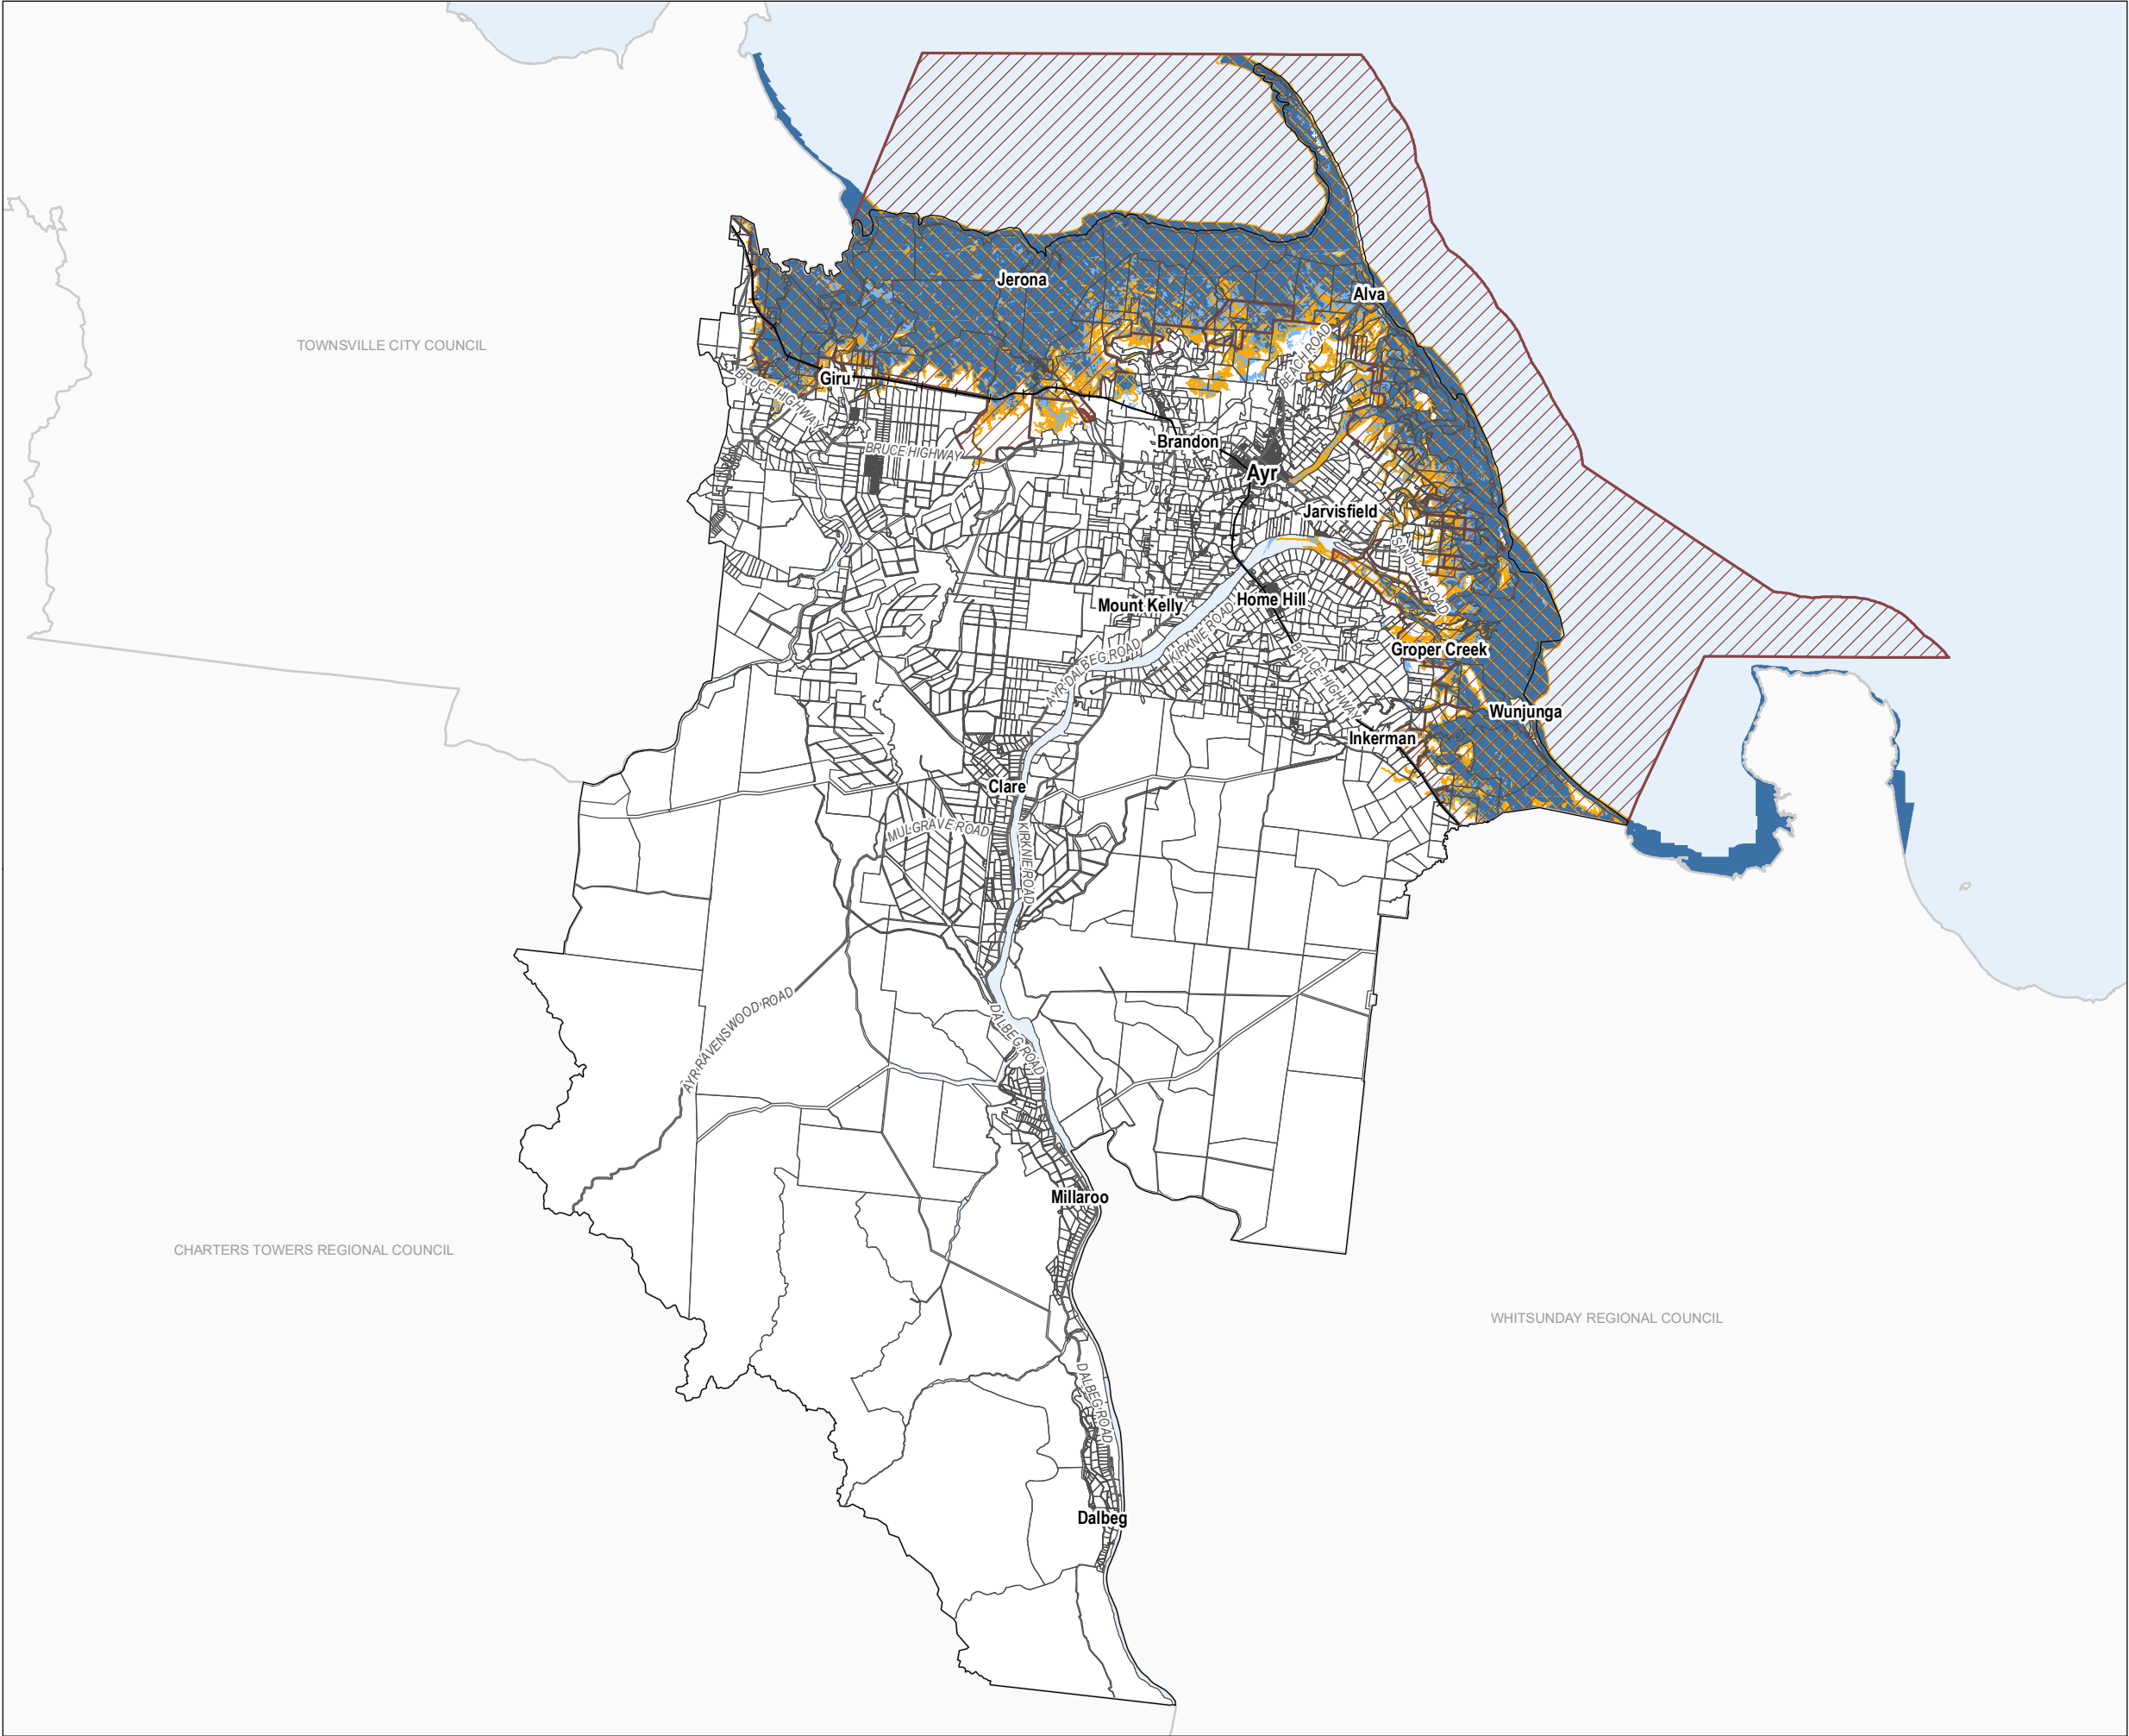 Jerona
Alva
TOWNSVILLE CITY COUNCIL
BEACH ROAD
Giru
BRUCE HIGHWAY
Brandon
BRUCE HIGHWAY
Ayr
Jarvisfield
SANDHILL ROAD
Home Hill
Mount Kelly
KIRKNIE ROAD
Groper Creek
AYR DALBEG ROAD
BRUCE HIGHWAY
Wunjunga
Inkerman
Clare
MULGRAVE ROAD
KIRKNIE ROAD
AYR RAVENSWOOD ROAD
DALBEG ROAD
Millaroo
CHARTERS TOWERS REGIONAL COUNCIL
WHITSUNDAY REGIONAL COUNCIL
DALBEG ROAD
Dalbeg